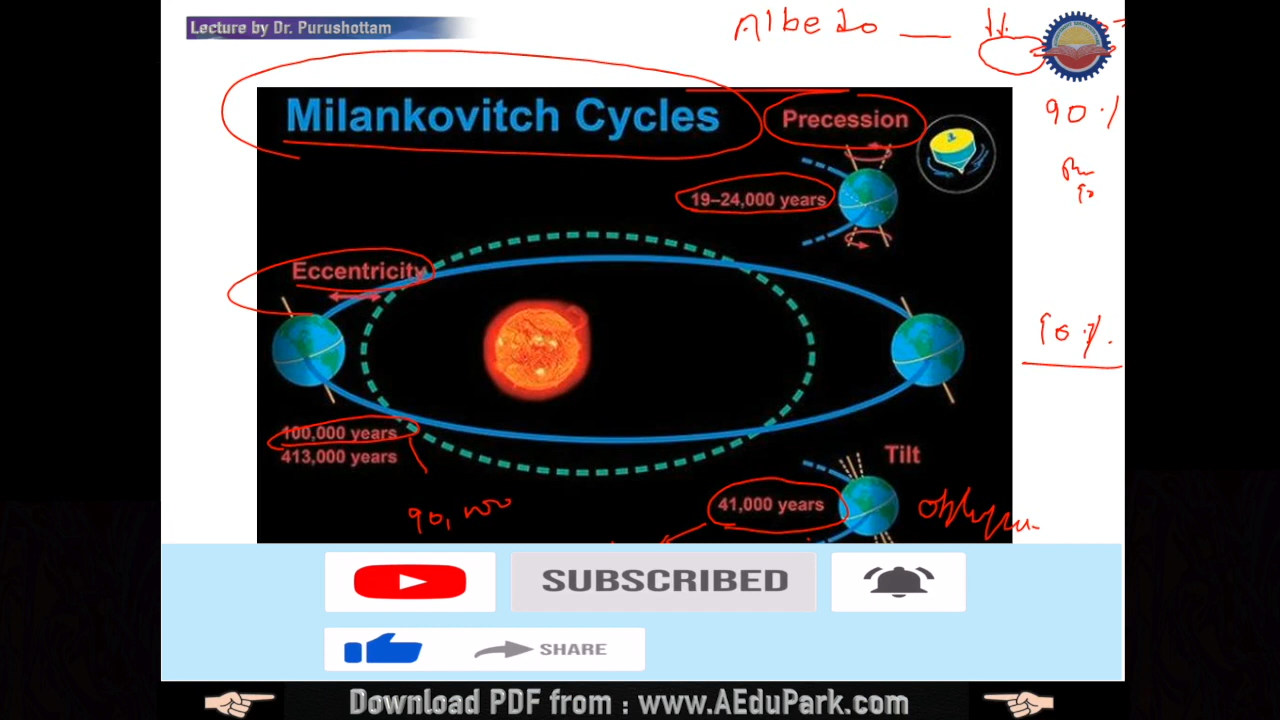 Lecture by Dr. Purushottam
Albedo
90%
Milankovitch Cycles
Precession
19–24,000 years
Eccentricity
90%.
100,000 years
413,000 years
90,000
Tilt
41,000 years
SUBSCRIBED
SHARE
Download PDF from : www.AEduPark.com